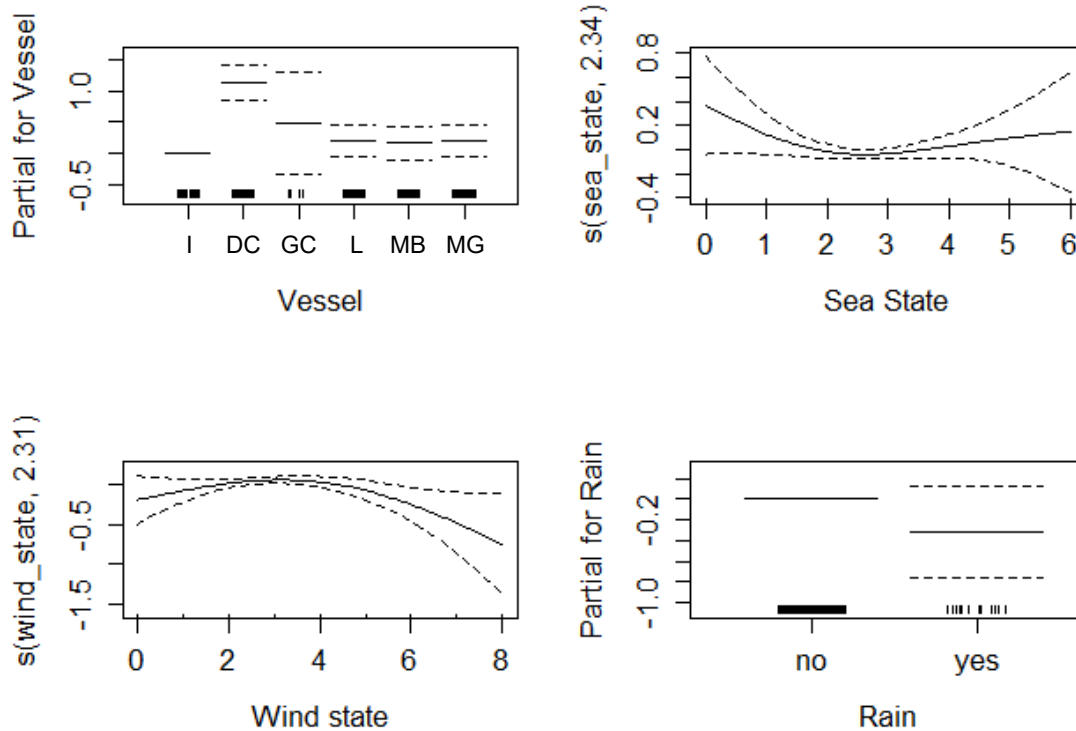 Partial for Vessel
1.0
-0.5
I DC GC L MB MG
Vessel
s(sea_state, 2.34)
0.8
0.2
-0.4
0 1 2 3 4 5 6
Sea State
s(wind_state, 2.31)
-0.5
-1.5
0 2 4 6 8
Wind state
Partial for Rain
-0.2
-1.0
no yes
Rain